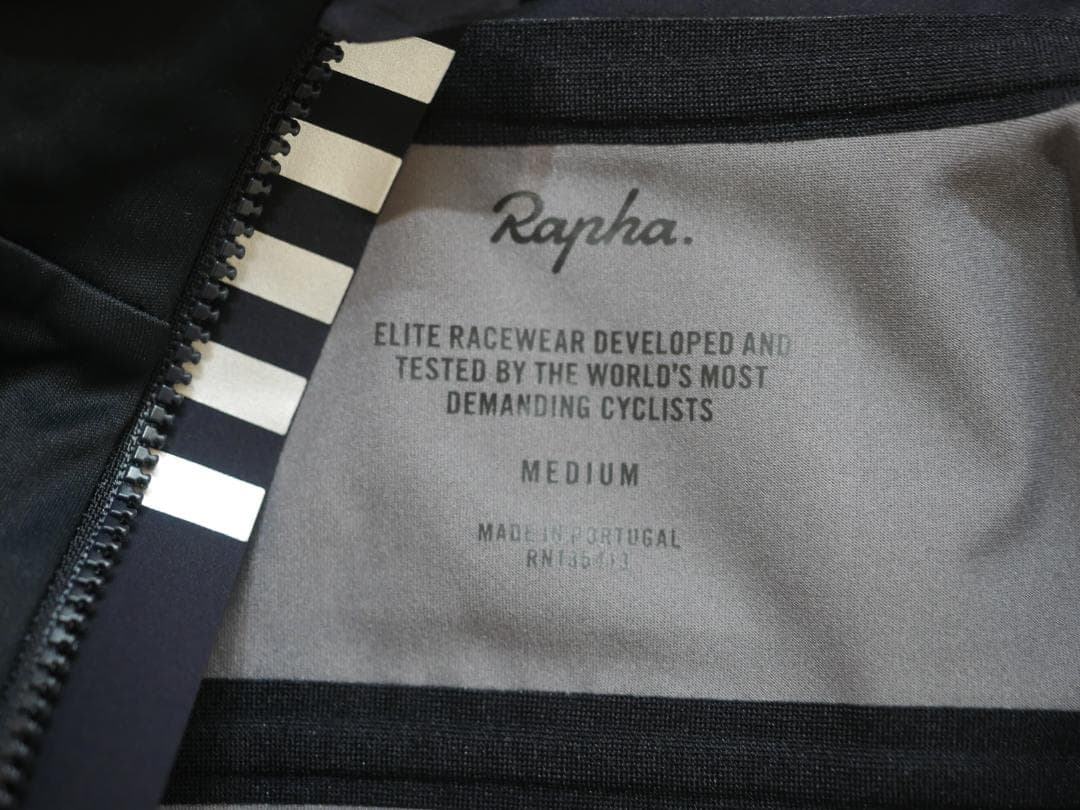 Rapha.
ELITE RACEWEAR DEVELOPED AND
TESTED BY THE WORLD'S MOST
DEMANDING CYCLISTS
MEDIUM
MADE IN PORTUGAL